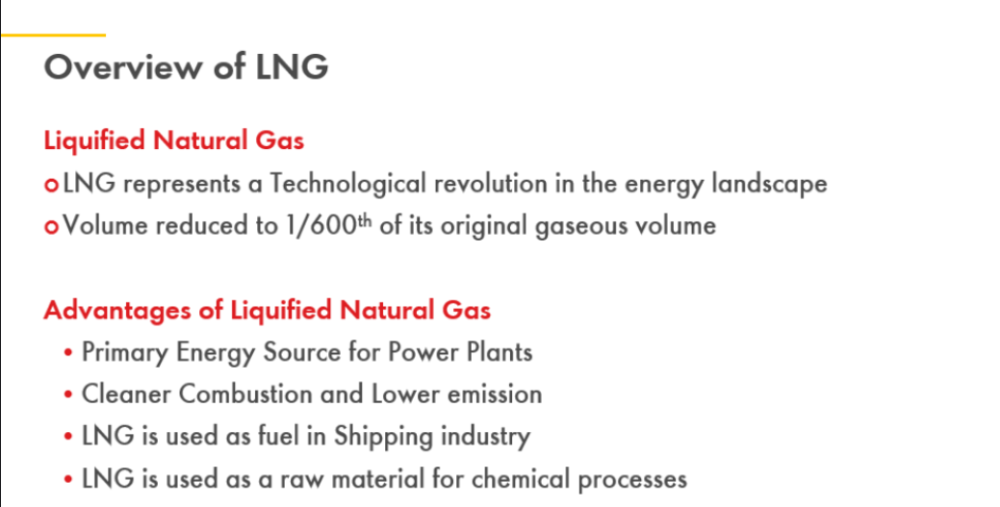 Overview of LNG
Liquified Natural Gas
o LNG represents a Technological revolution in the energy landscape
o Volume reduced to 1/600th of its original gaseous volume
Advantages of Liquified Natural Gas
• Primary Energy Source for Power Plants
• Cleaner Combustion and Lower emission
• LNG is used as fuel in Shipping industry
• LNG is used as a raw material for chemical processes